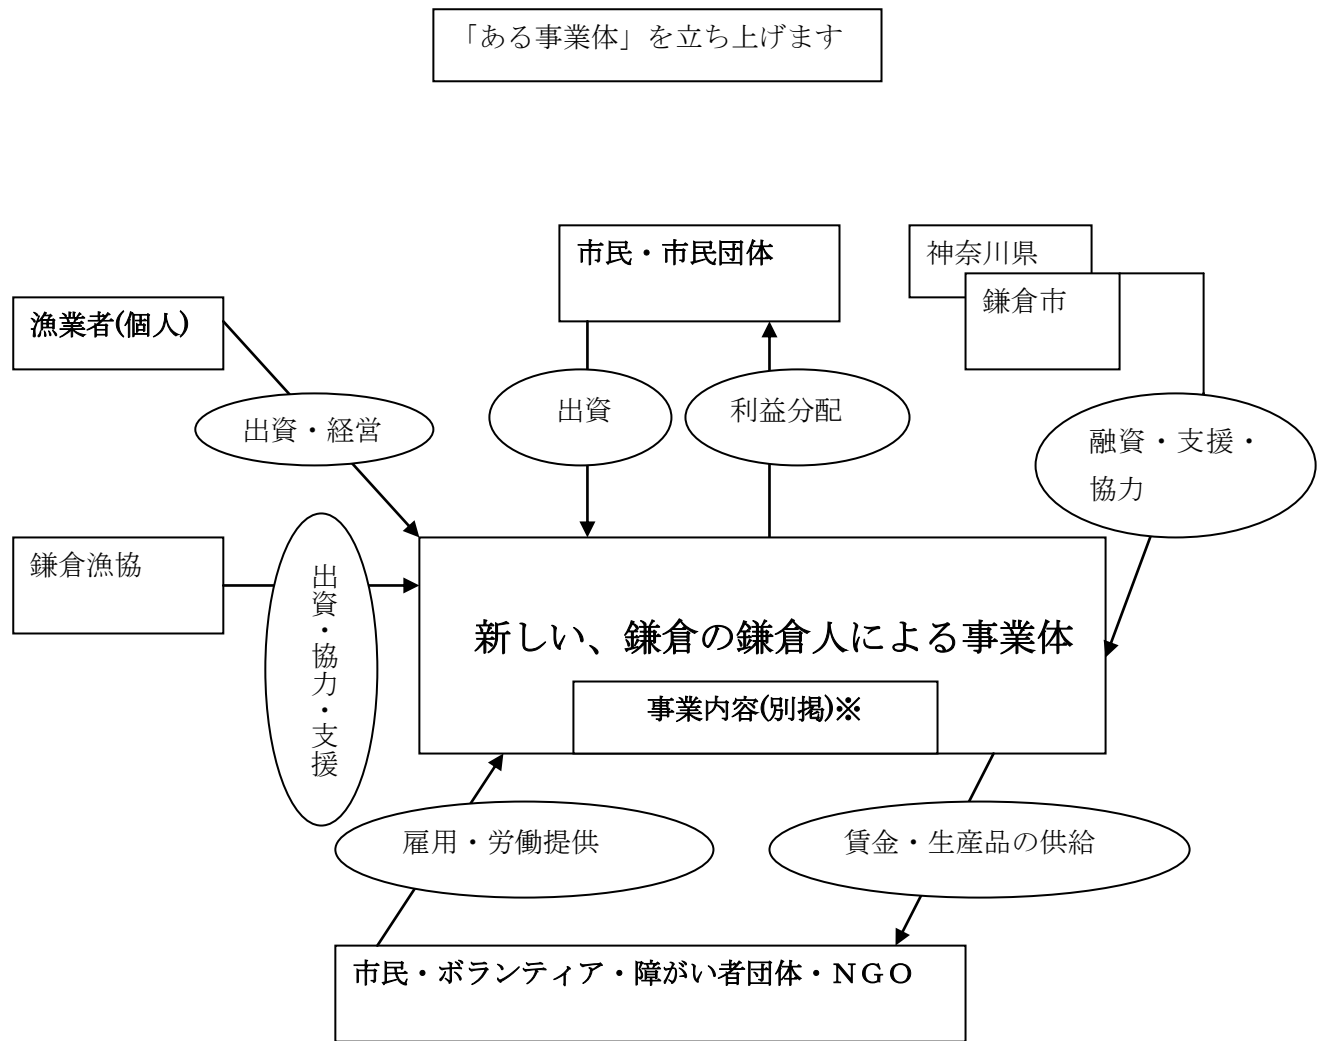 「ある事業体」を立ち上げます
市民・市民団体
神奈川県
鎌倉市
漁業者(個人)
出資・経営
出資
利益分配
融資・支援・
協力
鎌倉漁協
出資・協力・支援
新しい、鎌倉の鎌倉人による事業体
事業内容(別掲)※
雇用・労働提供
賃金・生産品の供給
市民・ボランティア・障がい者団体・ＮＧＯ